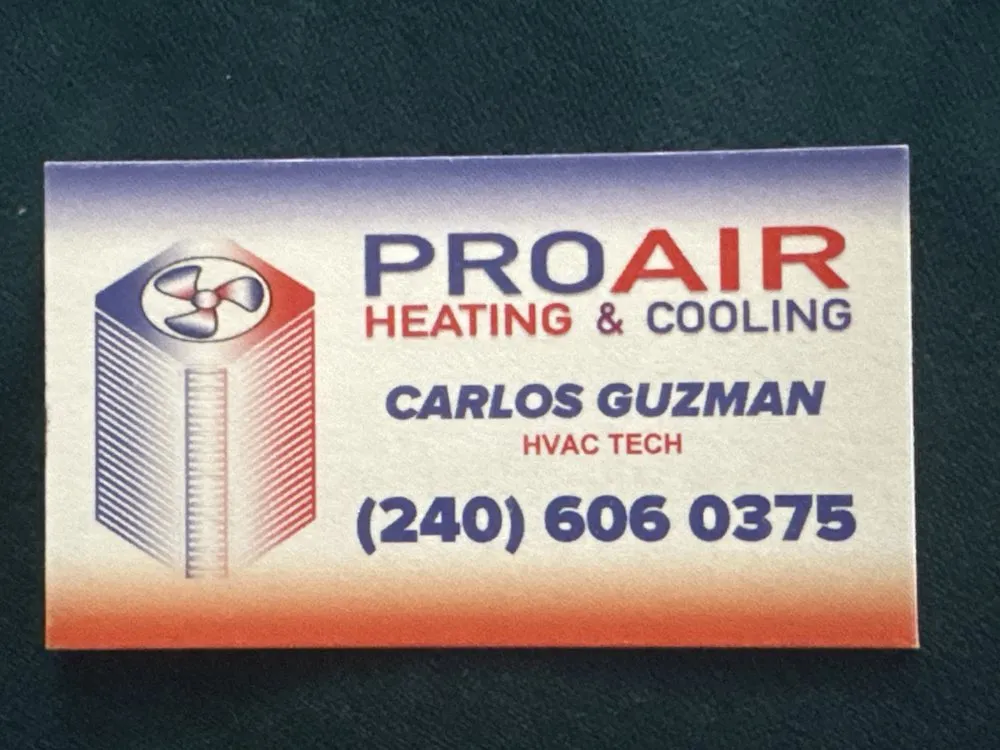 PROAIR
HEATING & COOLING
CARLOS GUZMAN
HVAC TECH
(240) 606 0375